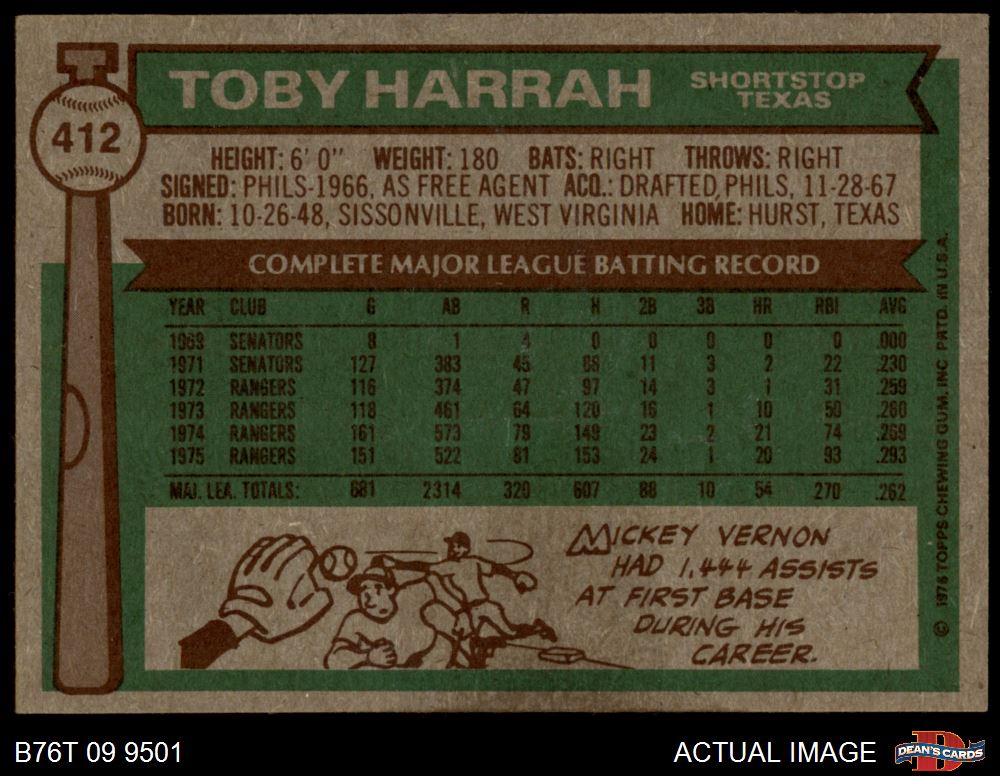 TOBY HARRAH
SHORTSTOP
TEXAS
412
HEIGHT: 6' 0" WEIGHT: 180 BATS: RIGHT THROWS: RIGHT
SIGNED: PHILS-1966, AS FREE AGENT ACQ.: DRAFTED, PHILS, 11-28-67
BORN: 10-26-48, SISSONVILLE, WEST VIRGINIA HOME: HURST, TEXAS
COMPLETE MAJOR LEAGUE BATTING RECORD
YEAR CLUB G AB R H 2B 3B HR RBI AVG
1969 SENATORS 8 1 4 0 0 0 0 0 .000
1971 SENATORS 127 383 45 88 11 3 2 22 .230
1972 RANGERS 116 374 47 97 14 3 1 31 .259
1973 RANGERS 118 461 64 120 16 1 10 50 .260
1974 RANGERS 161 573 79 149 23 2 21 74 .269
1975 RANGERS 151 522 81 153 24 1 20 93 .293
MAJ. LEA. TOTALS: 681 2314 320 607 88 10 54 270 .262
MICKEY VERNON
HAD 1,444 ASSISTS
AT FIRST BASE
DURING HIS
CAREER.
© 1976 TOPPS CHEWING GUM, INC PRTD. IN U.S.A.
B76T 09 9501
ACTUAL IMAGE
DEAN'S CARDS